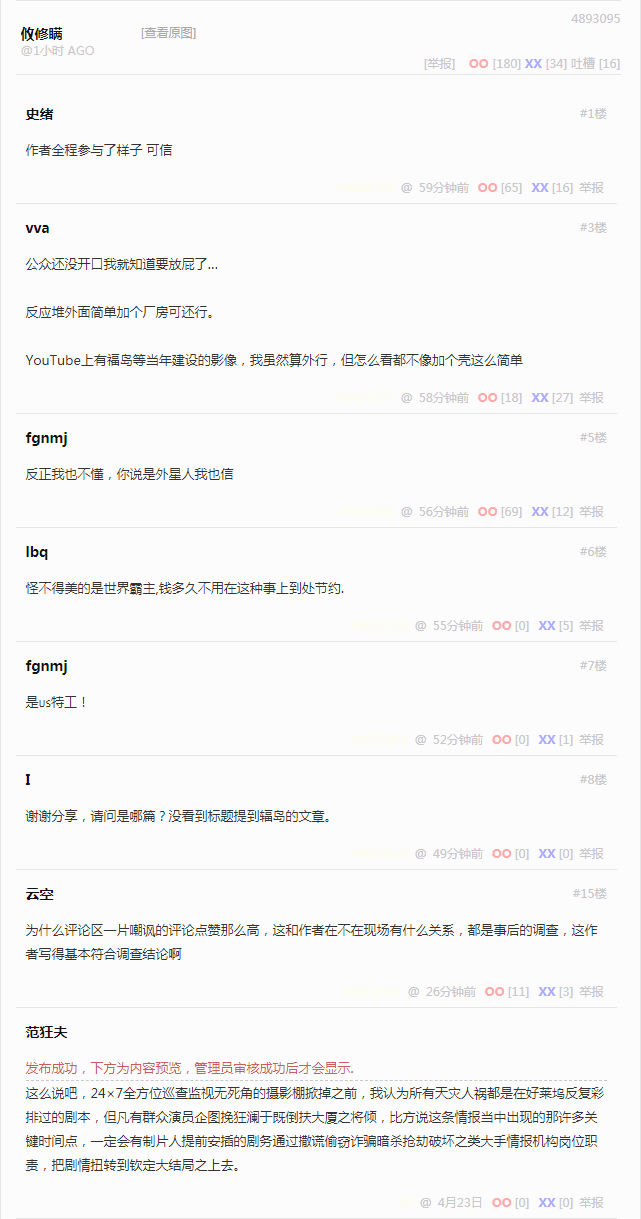 4893095
攸修瞒 [查看原图]
@1小时 AGO
[举报] OO [180] XX [34] 吐槽 [16]
史绪 #1楼
作者全程参与了样子 可信
@ 59分钟前 OO [65] XX [16] 举报
vva #3楼
公众还没开口我就知道要放屁了...
反应堆外面简单加个厂房可还行。
YouTube上有福岛等当年建设的影像，我虽然算外行，但怎么看都不像加个壳这么简单
@ 58分钟前 OO [18] XX [27] 举报
fgnmj #5楼
反正我也不懂，你说是外星人我也信
@ 56分钟前 OO [69] XX [12] 举报
lbq #6楼
怪不得美的是世界霸主,钱多久不用在这种事上到处节约.
@ 55分钟前 OO [0] XX [5] 举报
fgnmj #7楼
是us特工！
@ 52分钟前 OO [0] XX [1] 举报
I #8楼
谢谢分享，请问是哪篇？没看到标题提到辐岛的文章。
@ 49分钟前 OO [0] XX [0] 举报
云空 #15楼
为什么评论区一片嘲讽的评论点赞那么高，这和作者在不在现场有什么关系，都是事后的调查，这作
者写得基本符合调查结论啊
@ 26分钟前 OO [11] XX [3] 举报
范狂夫
发布成功，下方为内容预览，管理员审核成功后才会显示.
这么说吧，24×7全方位巡查监视无死角的摄影棚掀掉之前，我认为所有天灾人祸都是在好莱坞反复彩
排过的剧本，但凡有群众演员企图挽狂澜于既倒扶大厦之将倾，比方说这条情报当中出现的那许多关
键时间点，一定会有制片人提前安插的剧务通过撒谎偷窃诈骗暗杀抢劫破坏之类大手情报机构岗位职
责，把剧情扭转到钦定大结局之上去。
@ 4月23日 OO [0] XX [0] 举报